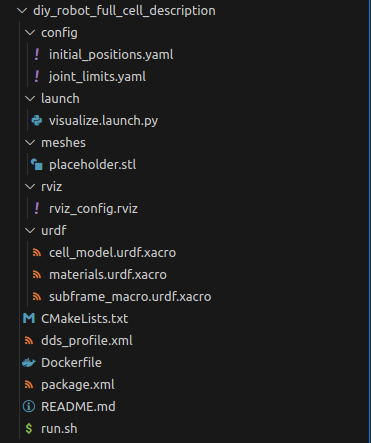 diy_robot_full_cell_description
config
initial_positions.yaml
joint_limits.yaml
launch
visualize.launch.py
meshes
placeholder.stl
rviz
rviz_config.rviz
urdf
cell_model.urdf.xacro
materials.urdf.xacro
subframe_macro.urdf.xacro
CMakeLists.txt
dds_profile.xml
Dockerfile
package.xml
README.md
run.sh